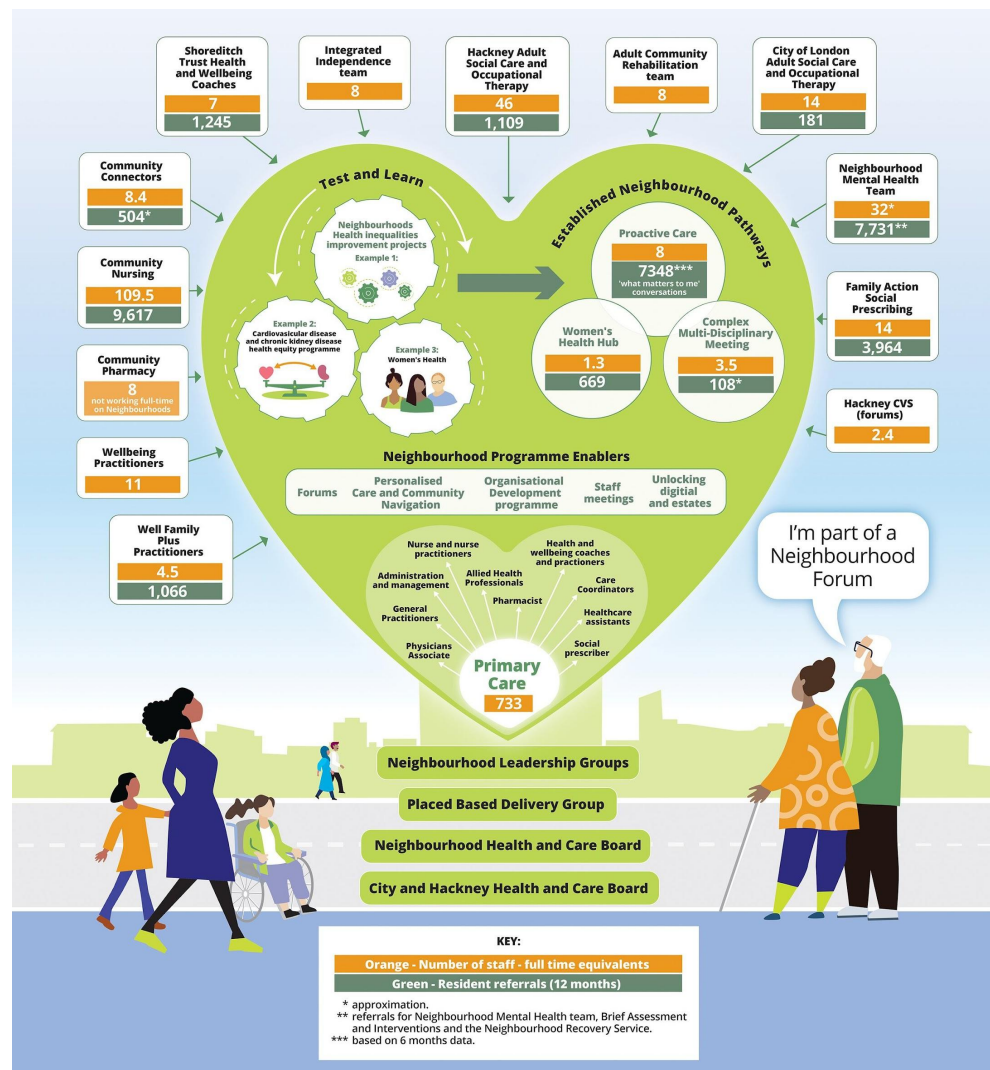 Shoreditch
Trust Health
and Wellbeing
Coaches
7
1,245
Integrated
Independence
team
8
Hackney Adult
Social Care and
Occupational
Therapy
46
1,109
Adult Community
Rehabilitation
team
8
City of London
Adult Social Care
and Occupational
Therapy
14
181
Community
Connectors
8.4
504*
Community
Nursing
109.5
9,617
Community
Pharmacy
8
not working full-time
on Neighbourhoods
Wellbeing
Practitioners
11
Well Family
Plus
Practitioners
4.5
1,066
Neighbourhood
Mental Health
Team
32*
7,731**
Family Action
Social
Prescribing
14
3,964
Hackney CVS
(forums)
2.4
Test and Learn
Neighbourhoods
Health inequalities
improvement projects
Example 1:
Example 2:
Cardiovasicular disease
and chronic kidney disease
health equity programme
Example 3:
Women's Health
Established Neighbourhood Pathways
Proactive Care
8
7348***
'what matters to me'
conversations
Women's
Health Hub
1.3
669
Complex
Multi-Disciplinary
Meeting
3.5
108*
Neighbourhood Programme Enablers
Forums
Personalised
Care and Community
Navigation
Organisational
Development
programme
Staff
meetings
Unlocking
digitial
and estates
Nurse and nurse
practitioners
Health and
wellbeing coaches
and practioners
Administration
and management
Allied Health
Professionals
Care
Coordinators
Pharmacist
General
Practitioners
Healthcare
assistants
Physicians
Associate
Social
prescriber
Primary
Care
733
I'm part of a
Neighbourhood
Forum
Neighbourhood Leadership Groups
Placed Based Delivery Group
Neighbourhood Health and Care Board
City and Hackney Health and Care Board
KEY:
Orange - Number of staff - full time equivalents
Green - Resident referrals (12 months)
* approximation.
** referrals for Neighbourhood Mental Health team, Brief Assessment
and Interventions and the Neighbourhood Recovery Service.
*** based on 6 months data.